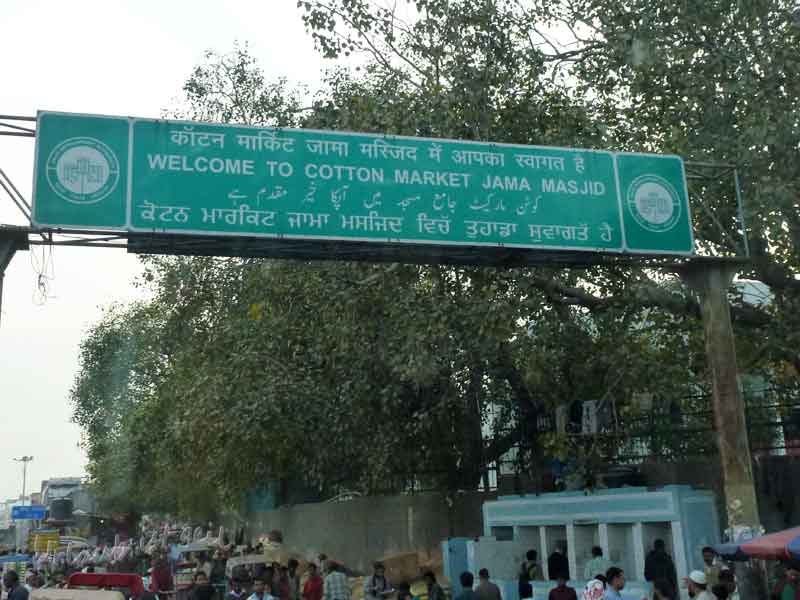 कॉटन मार्किट जामा मस्जिद में आपका स्वागत है
WELCOME TO COTTON MARKET JAMA MASJID
کوٹن مارکیٹ جامع مسجد میں آپکا خیر مقدم ہے
ਕੋਟਨ ਮਾਰਕਿਟ ਜਾਮਾ ਮਸਜਿਦ ਵਿਚੋਂ ਤੁਹਾਡਾ ਸੁਵਾਗਤ ਹੈ